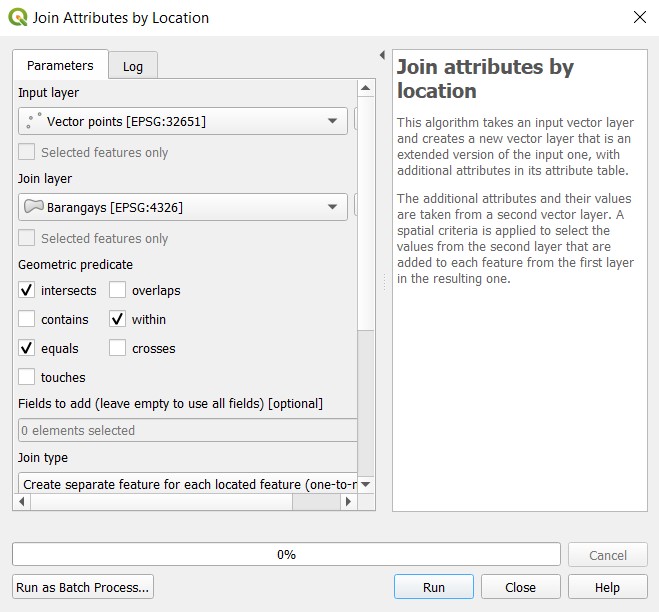 Join Attributes by Location
Parameters
Log
Input layer
Vector points [EPSG:32651]
Selected features only
Join layer
Barangays [EPSG:4326]
Selected features only
Geometric predicate
intersects
overlaps
contains
within
equals
crosses
touches
Fields to add (leave empty to use all fields) [optional]
0 elements selected
Join type
Create separate feature for each located feature (one-to-
Join attributes by
location
This algorithm takes an input vector layer
and creates a new vector layer that is an
extended version of the input one, with
additional attributes in its attribute table.
The additional attributes and their values
are taken from a second vector layer. A
spatial criteria is applied to select the
values from the second layer that are
added to each feature from the first layer
in the resulting one.
0%
Cancel
Run as Batch Process...
Run
Close
Help